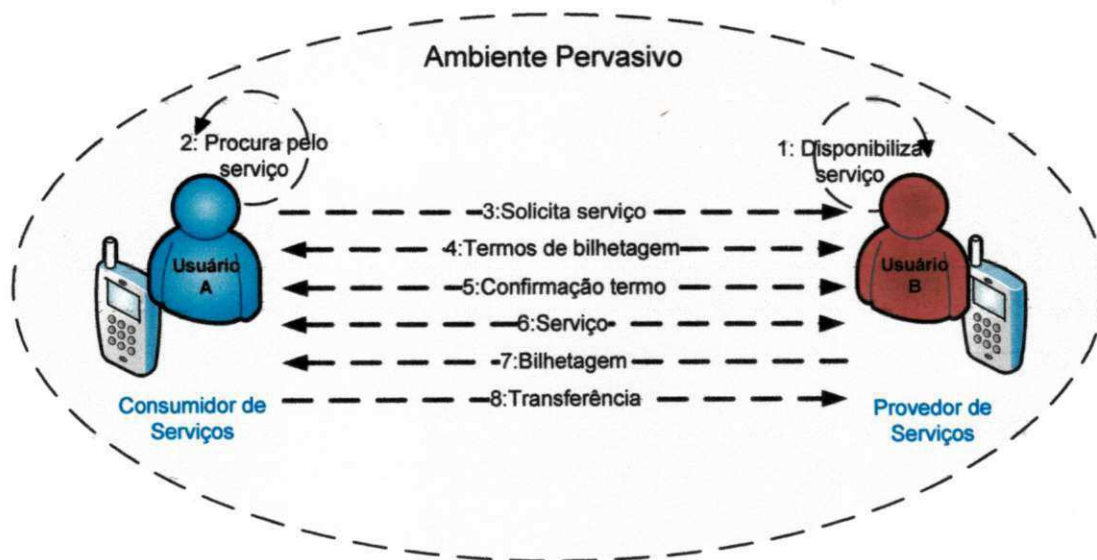 Ambiente Pervasivo
2: Procura pelo
serviço
1: Disponibiliza
serviço
3:Solicita serviço
4:Termos de bilhetagem
5:Confirmação termo
6:Serviço
7:Bilhetagem
8:Transferência
Usuário
A
Usuário
B
Consumidor de
Serviços
Provedor de
Serviços